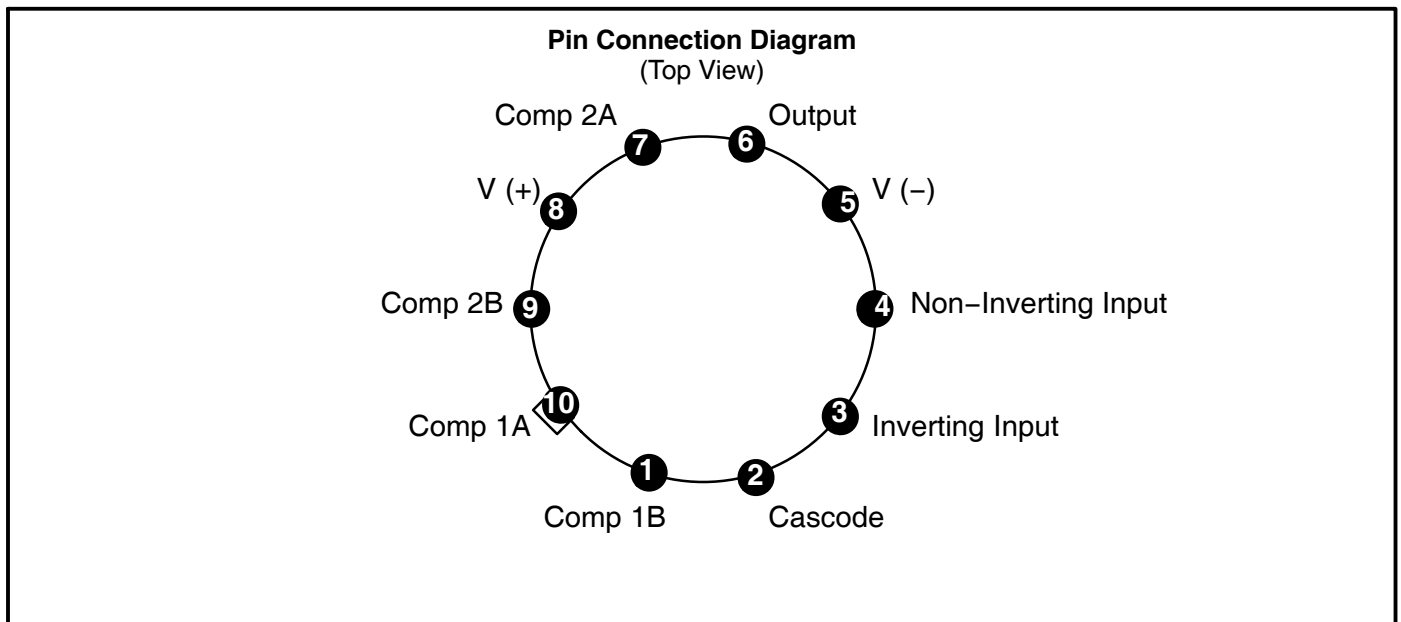 Pin Connection Diagram
(Top View)
Comp 2A
Output
7
6
V (+)
V (−)
8
5
Comp 2B
9
4
Non−Inverting Input
10
3
Comp 1A
Inverting Input
1
2
Comp 1B
Cascode